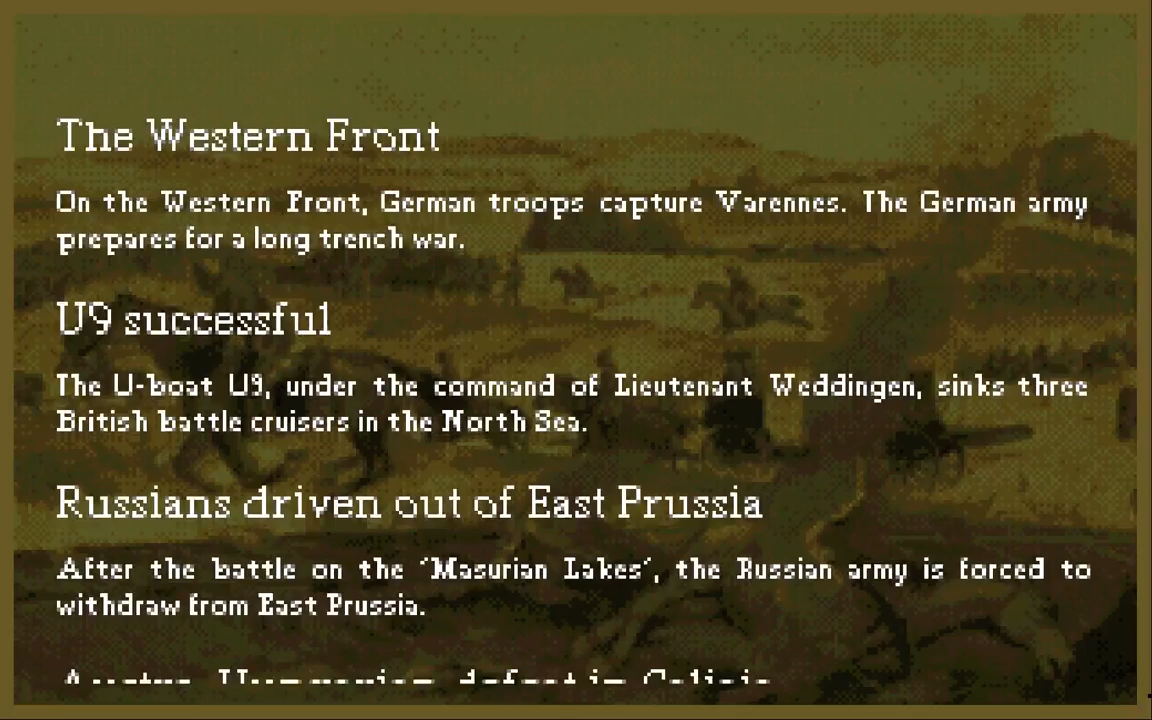 The Western Front
On the Western Front, German troops capture Varennes. The German army
prepares for a long trench war.
U9 successful
The U-boat U9, under the command of Lieutenant Weddingen, sinks three
British battle cruisers in the North Sea.
Russians driven out of East Prussia
After the battle on the 'Masurian Lakes', the Russian army is forced to
withdraw from East Prussia.